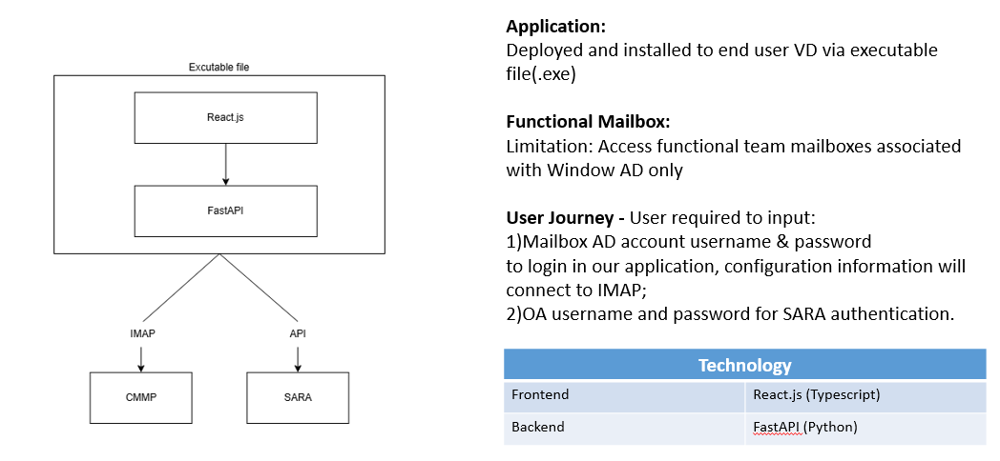 Excutable file
React.js
FastAPI
IMAP
API
CMMP
SARA
Application:
Deployed and installed to end user VD via executable
file(.exe)
Functional Mailbox:
Limitation: Access functional team mailboxes associated
with Window AD only
User Journey - User required to input:
1)Mailbox AD account username & password
to login in our application, configuration information will
connect to IMAP;
2)OA username and password for SARA authentication.
Technology
Frontend React.js (Typescript)
Backend FastAPI (Python)